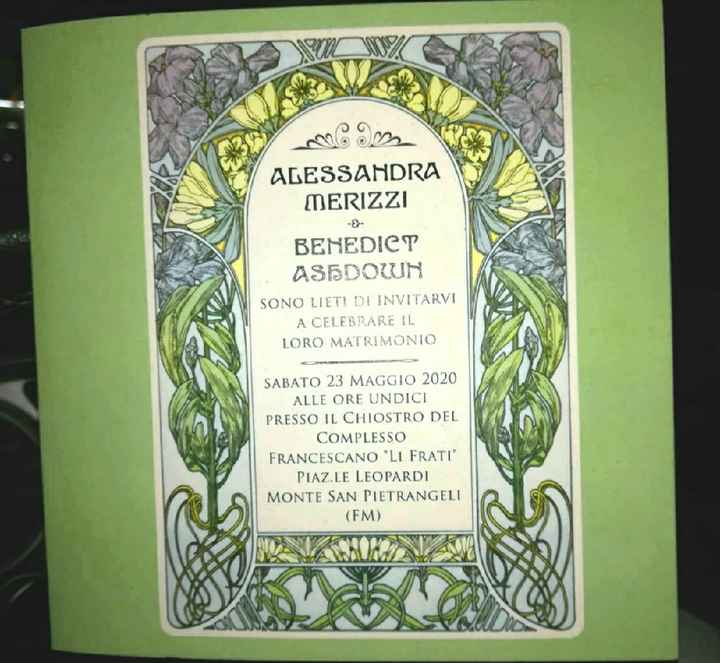 ALESSANDRA
MERIZZI
-&-
BENEDICT
ASHDOWN
SONO LIETI DI INVITARVI
A CELEBRARE IL
LORO MATRIMONIO
SABATO 23 MAGGIO 2020
ALLE ORE UNDICI
PRESSO IL CHIOSTRO DEL
COMPLESSO
FRANCESCANO "LI FRATI"
PIAZ.LE LEOPARDI
MONTE SAN PIETRANGELI
(FM)